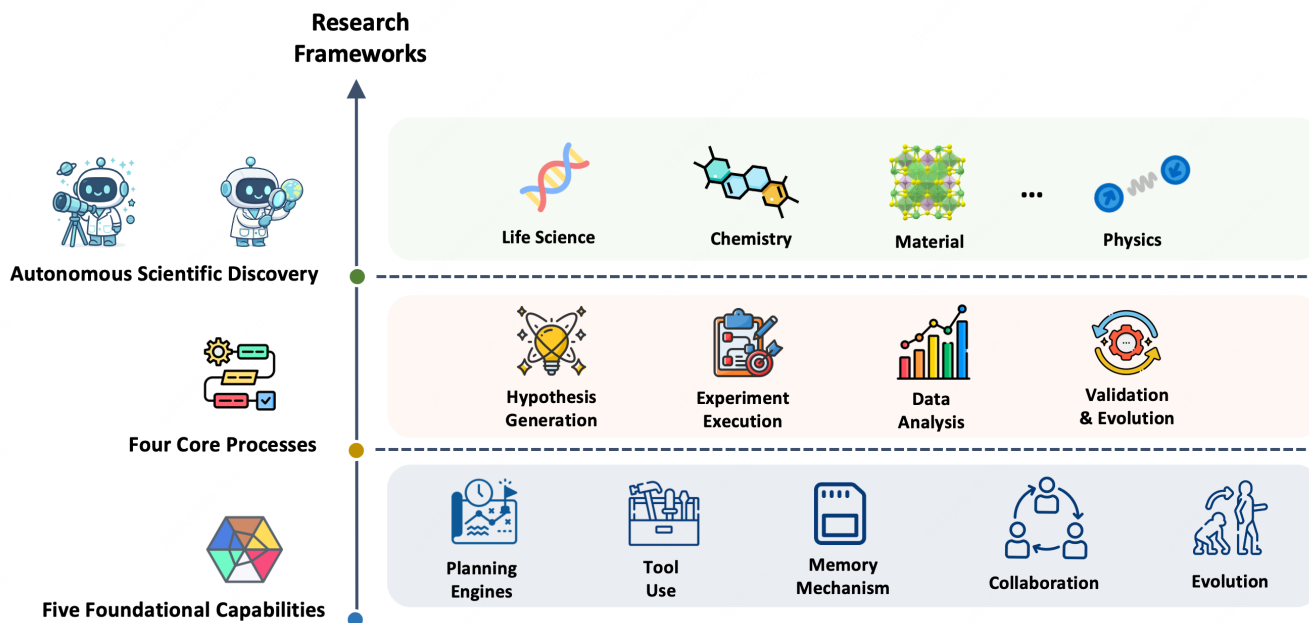 Research
Frameworks
Life Science
Chemistry
Material
...
Physics
Autonomous Scientific Discovery
Hypothesis
Generation
Experiment
Execution
Data
Analysis
Validation
& Evolution
Four Core Processes
Planning
Engines
Tool
Use
Memory
Mechanism
Collaboration
Evolution
Five Foundational Capabilities